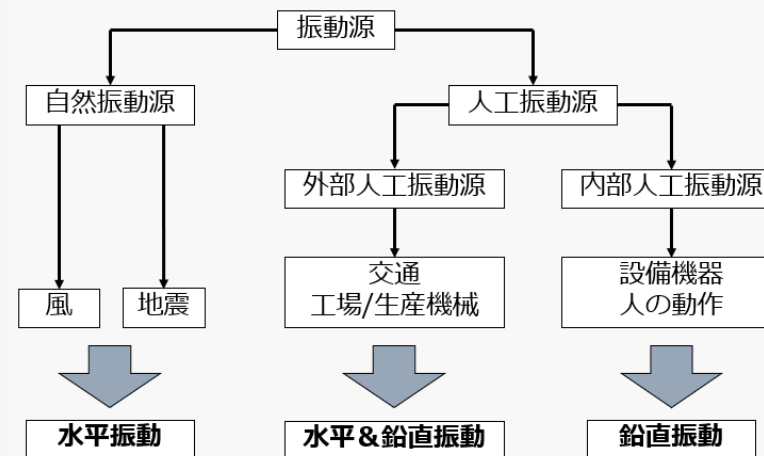 振動源
自然振動源
人工振動源
外部人工振動源
内部人工振動源
風
地震
交通
工場/生産機械
設備機器
人の動作
水平振動
水平&鉛直振動
鉛直振動